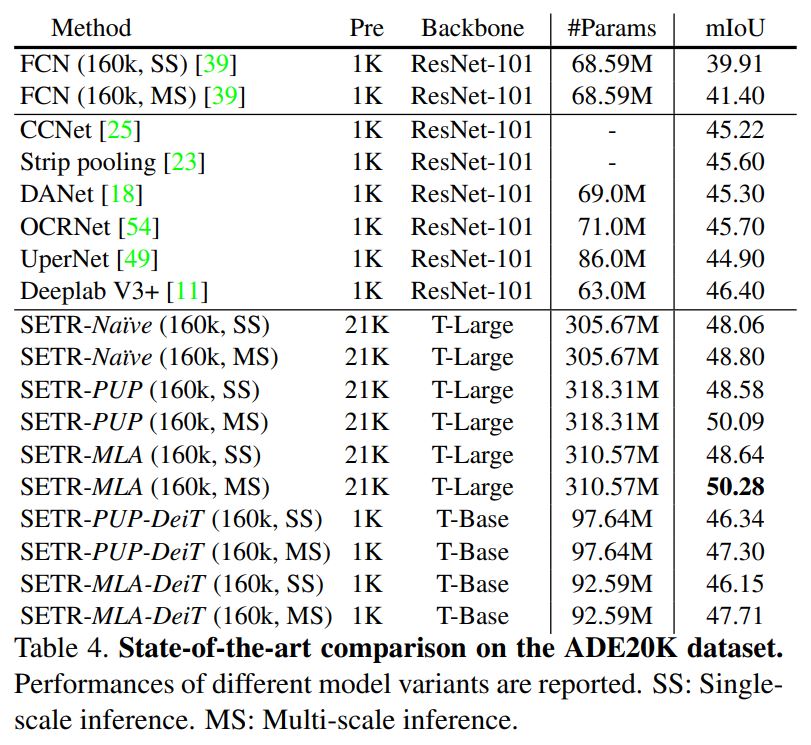 Method Pre Backbone #Params mIoU
FCN (160k, SS) [39] 1K ResNet-101 68.59M 39.91
FCN (160k, MS) [39] 1K ResNet-101 68.59M 41.40
CCNet [25] 1K ResNet-101 - 45.22
Strip pooling [23] 1K ResNet-101 - 45.60
DANet [18] 1K ResNet-101 69.0M 45.30
OCRNet [54] 1K ResNet-101 71.0M 45.70
UperNet [49] 1K ResNet-101 86.0M 44.90
Deeplab V3+ [11] 1K ResNet-101 63.0M 46.40
SETR-Naïve (160k, SS) 21K T-Large 305.67M 48.06
SETR-Naïve (160k, MS) 21K T-Large 305.67M 48.80
SETR-PUP (160k, SS) 21K T-Large 318.31M 48.58
SETR-PUP (160k, MS) 21K T-Large 318.31M 50.09
SETR-MLA (160k, SS) 21K T-Large 310.57M 48.64
SETR-MLA (160k, MS) 21K T-Large 310.57M 50.28
SETR-PUP-DeiT (160k, SS) 1K T-Base 97.64M 46.34
SETR-PUP-DeiT (160k, MS) 1K T-Base 97.64M 47.30
SETR-MLA-DeiT (160k, SS) 1K T-Base 92.59M 46.15
SETR-MLA-DeiT (160k, MS) 1K T-Base 92.59M 47.71
Table 4. State-of-the-art comparison on the ADE20K dataset.
Performances of different model variants are reported. SS: Single-
scale inference. MS: Multi-scale inference.